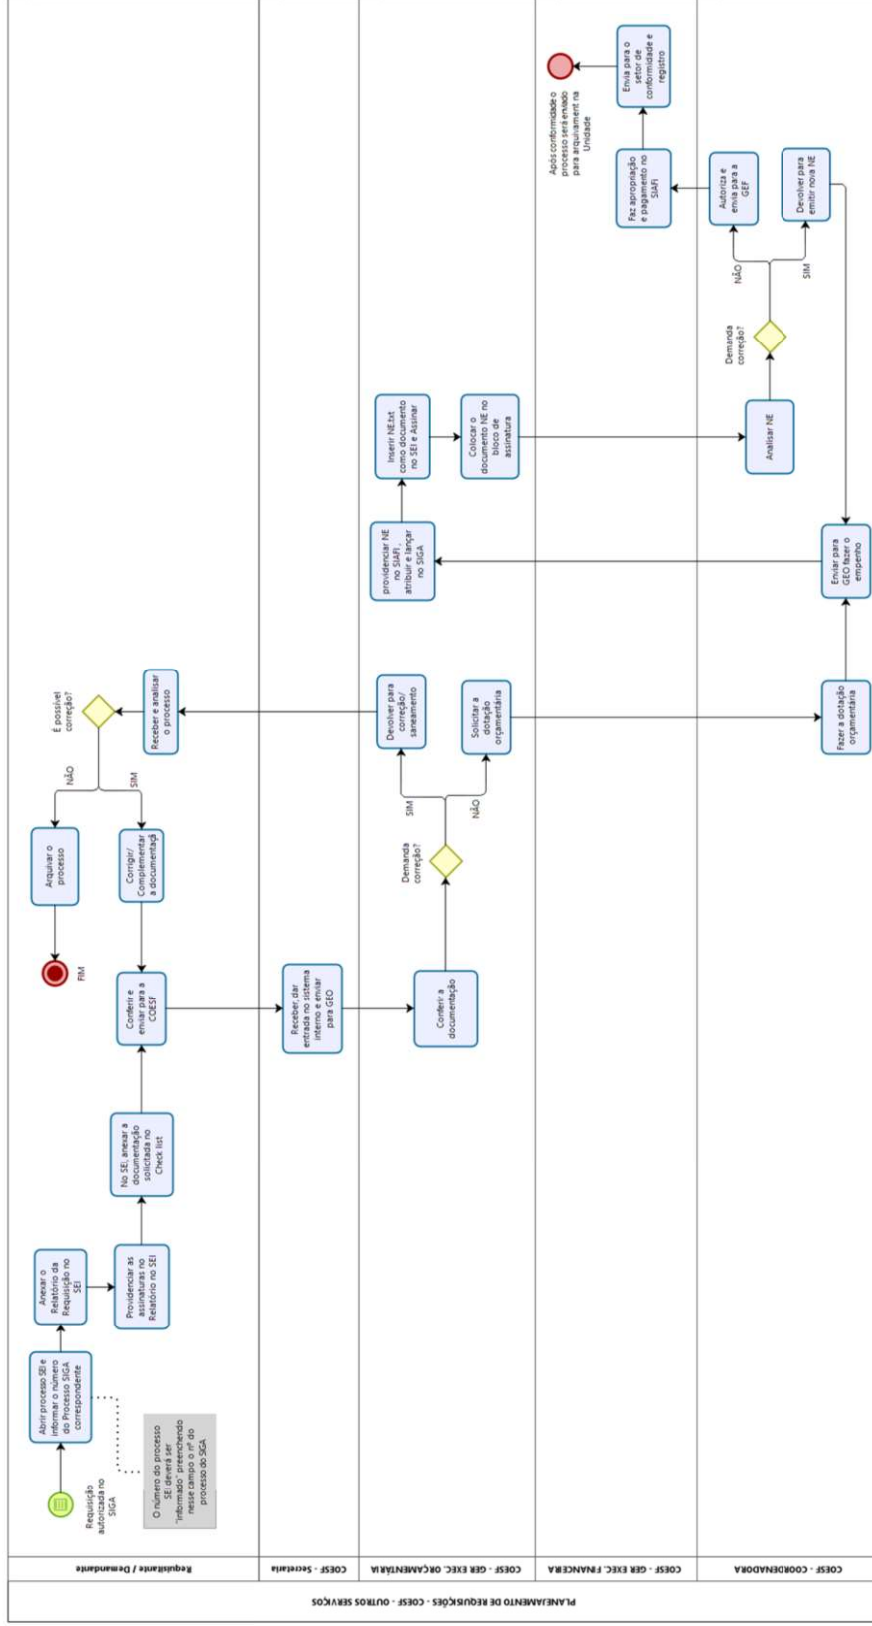 PLANEJAMENTO DE REQUISIÇÕES - COESF - OUTROS SERVIÇOS
Requisitante / Demandante
Requisição
autorizada no
SIGA
Abrir processo SEI e
informar o número
do Processo SIGA
correspondente
O número do processo
SEI deverá ser
"informado" preenchendo
nesse campo o nº do
processo do SIGA
Anexar o
Relatório da
Requisição no
SEI
Providenciar as
assinaturas no
Relatório no SEI
No SEI, anexar a
documentação
solicitada no
Check list
Conferir e
enviar para a
COESF
FIM
Arquivar o
processo
Corrigir/
Complementar
a documentaçã
NÃO
SIM
É possível
correção?
Receber e analisar
o processo
COESF - Secretaria
Receber, dar
entrada no sistema
interno e enviar
para GEO
COESF - GER EXEC. ORÇAMENTÁRIA
Conferir a
documentação
Demanda
correção?
SIM
NÃO
Devolver para
correção/
saneamento
Solicitar a
dotação
orçamentária
providenciar NE
no SIAFI ,
atribuir e lançar
no SIGA
Inserir NE.txt
como documento
no SEI e Assinar
Colocar o
documento NE no
bloco de
assinatura
COESF - GER EXEC. FINANCEIRA
Faz apropriação
e pagamento no
SIAFI
Envia para o
setor de
conformidade e
registro
Após conformidade o
processo será enviado
para arquivament na
Unidade
COESF - COORDENADORA
Fazer a dotação
orçamentária
Enviar para
GEO fazer o
empenho
Analisar NE
Demanda
correção?
NÃO
SIM
Autoriza e
envia para a
GEF
Devolver para
emitir nova NE